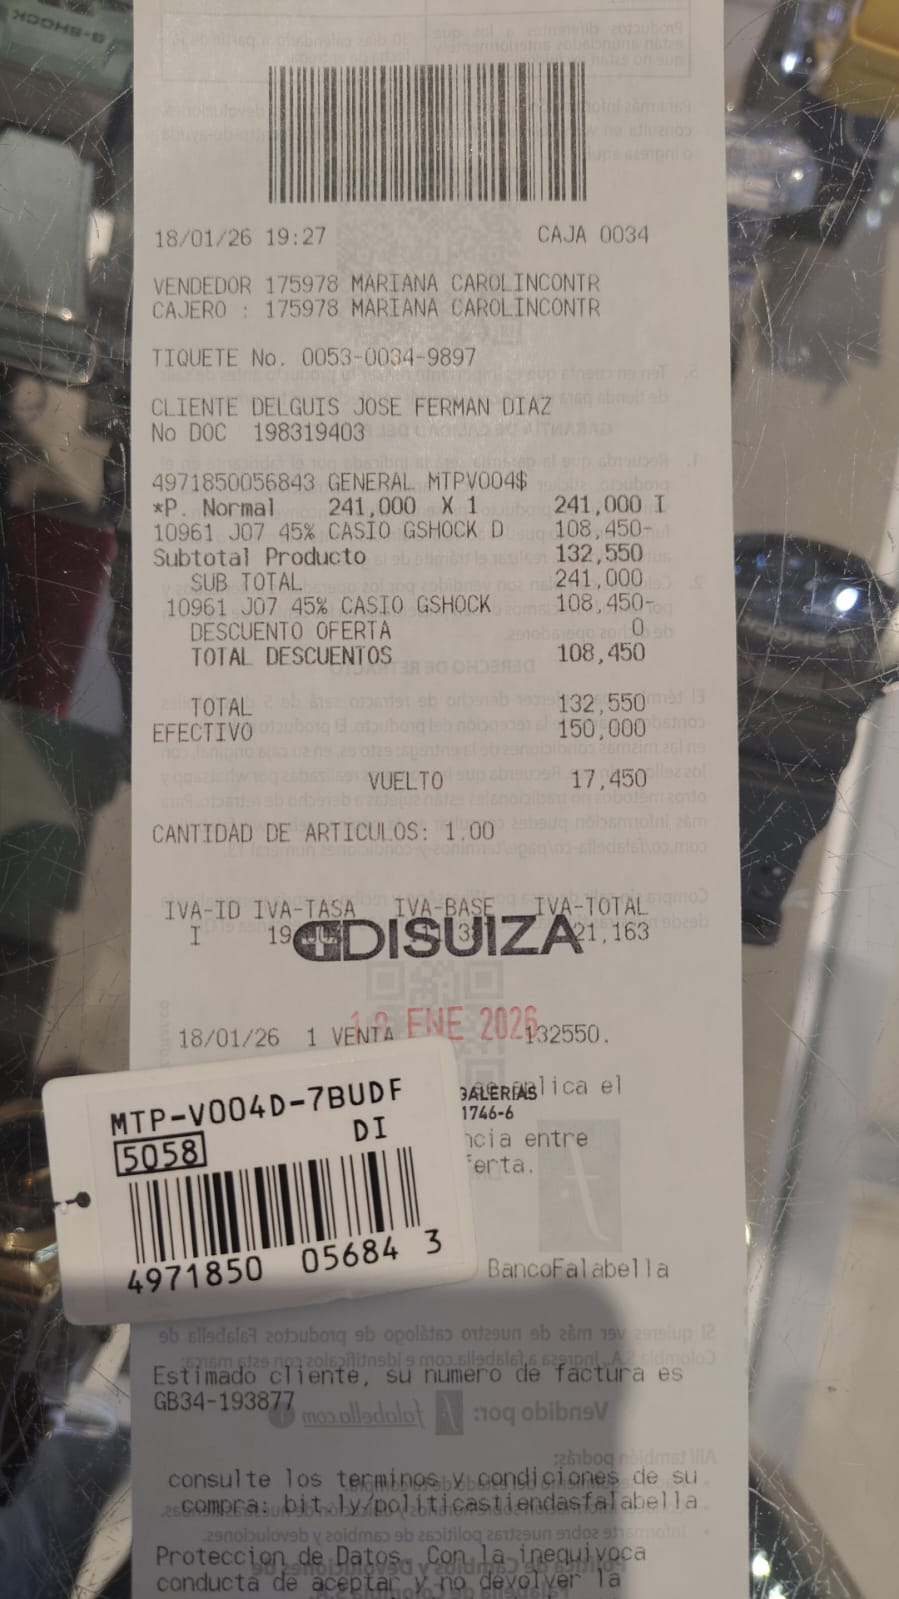 18/01/26 19:27 CAJA 0034
VENDEDOR 175978 MARIANA CAROLINCONTR
CAJERO : 175978 MARIANA CAROLINCONTR
TIQUETE No. 0053-0034-9897
CLIENTE DELGUIS JOSE FERMAN DIAZ
No DOC 198319403
4971850056843 GENERAL MTPV004$
*P. Normal 241,000 X 1 241,000 I
10961 J07 45% CASIO GSHOCK D 108,450-
Subtotal Producto 132,550
SUB TOTAL 241,000
10961 J07 45% CASIO GSHOCK 108,450-
DESCUENTO OFERTA 0
TOTAL DESCUENTOS 108,450
TOTAL 132,550
EFECTIVO 150,000
VUELTO 17,450
CANTIDAD DE ARTICULOS: 1.00
IVA-ID IVA-TASA IVA-BASE IVA-TOTAL
I 19 21,163
DISUIZA
ENE 2026
18/01/26 1 VENTA 132550.
aplica el
GALERIAS
1746-6
ncia entre
erta.
MTP-V004D-7BUDF
DI
5058
4971850 05684 3
BancoFalabella
Estimado cliente, su numero de factura es
GB34-193877
consulte los terminos y condiciones de su
compra: bit.ly/politicastiendasfalabella
Proteccion de Datos. Con la inequivoca
conducta de aceptar y no devolver la